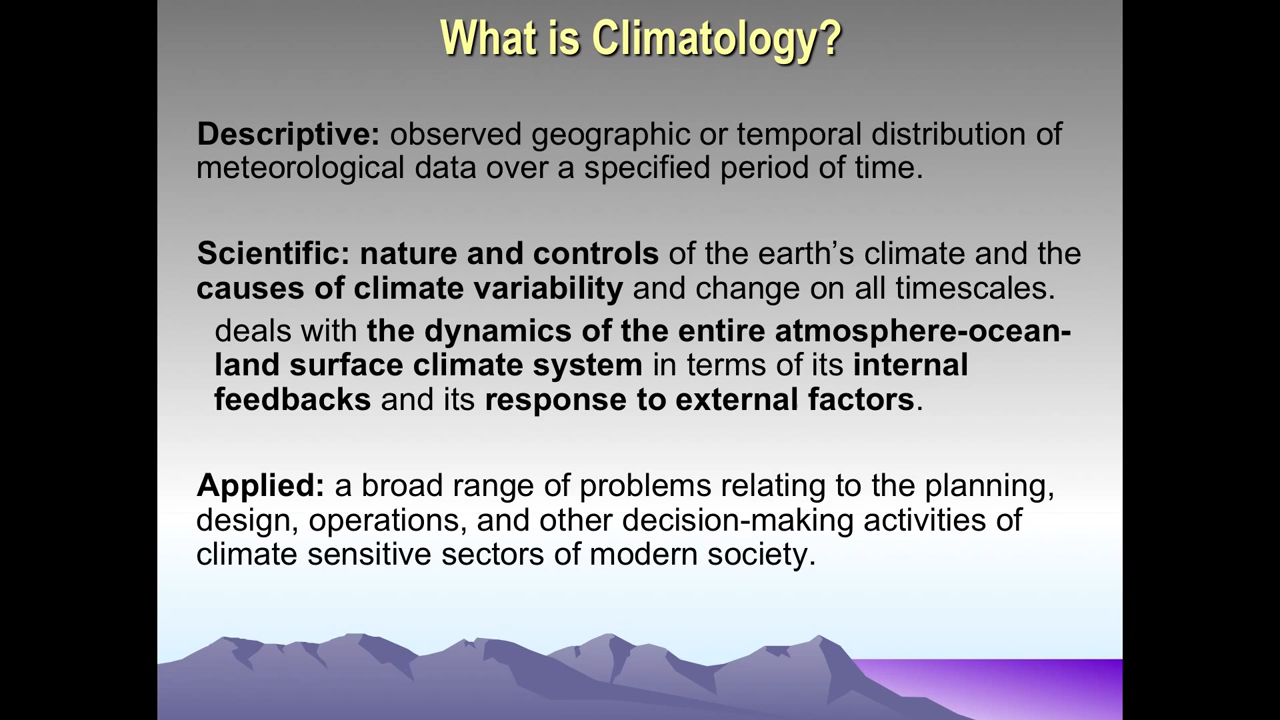 What is Climatology?
Descriptive: observed geographic or temporal distribution of
meteorological data over a specified period of time.
Scientific: nature and controls of the earth’s climate and the
causes of climate variability and change on all timescales.
deals with the dynamics of the entire atmosphere-ocean-
land surface climate system in terms of its internal
feedbacks and its response to external factors.
Applied: a broad range of problems relating to the planning,
design, operations, and other decision-making activities of
climate sensitive sectors of modern society.